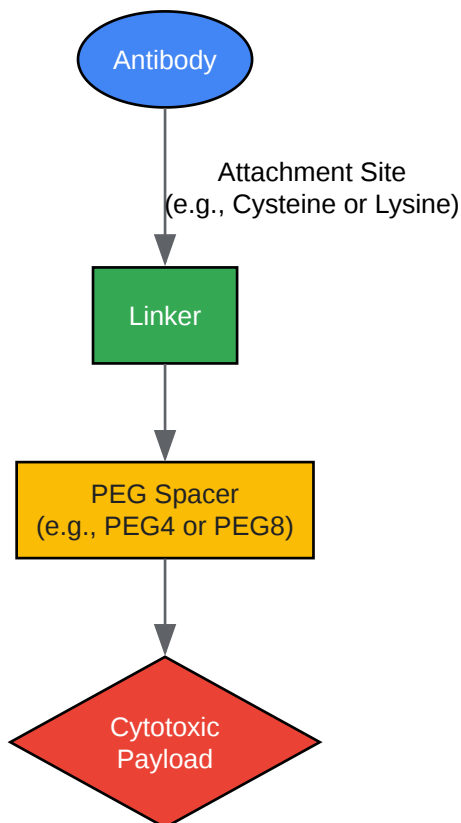 Antibody
Attachment Site
(e.g., Cysteine or Lysine)
Linker
PEG Spacer
(e.g., PEG4 or PEG8)
Cytotoxic
Payload